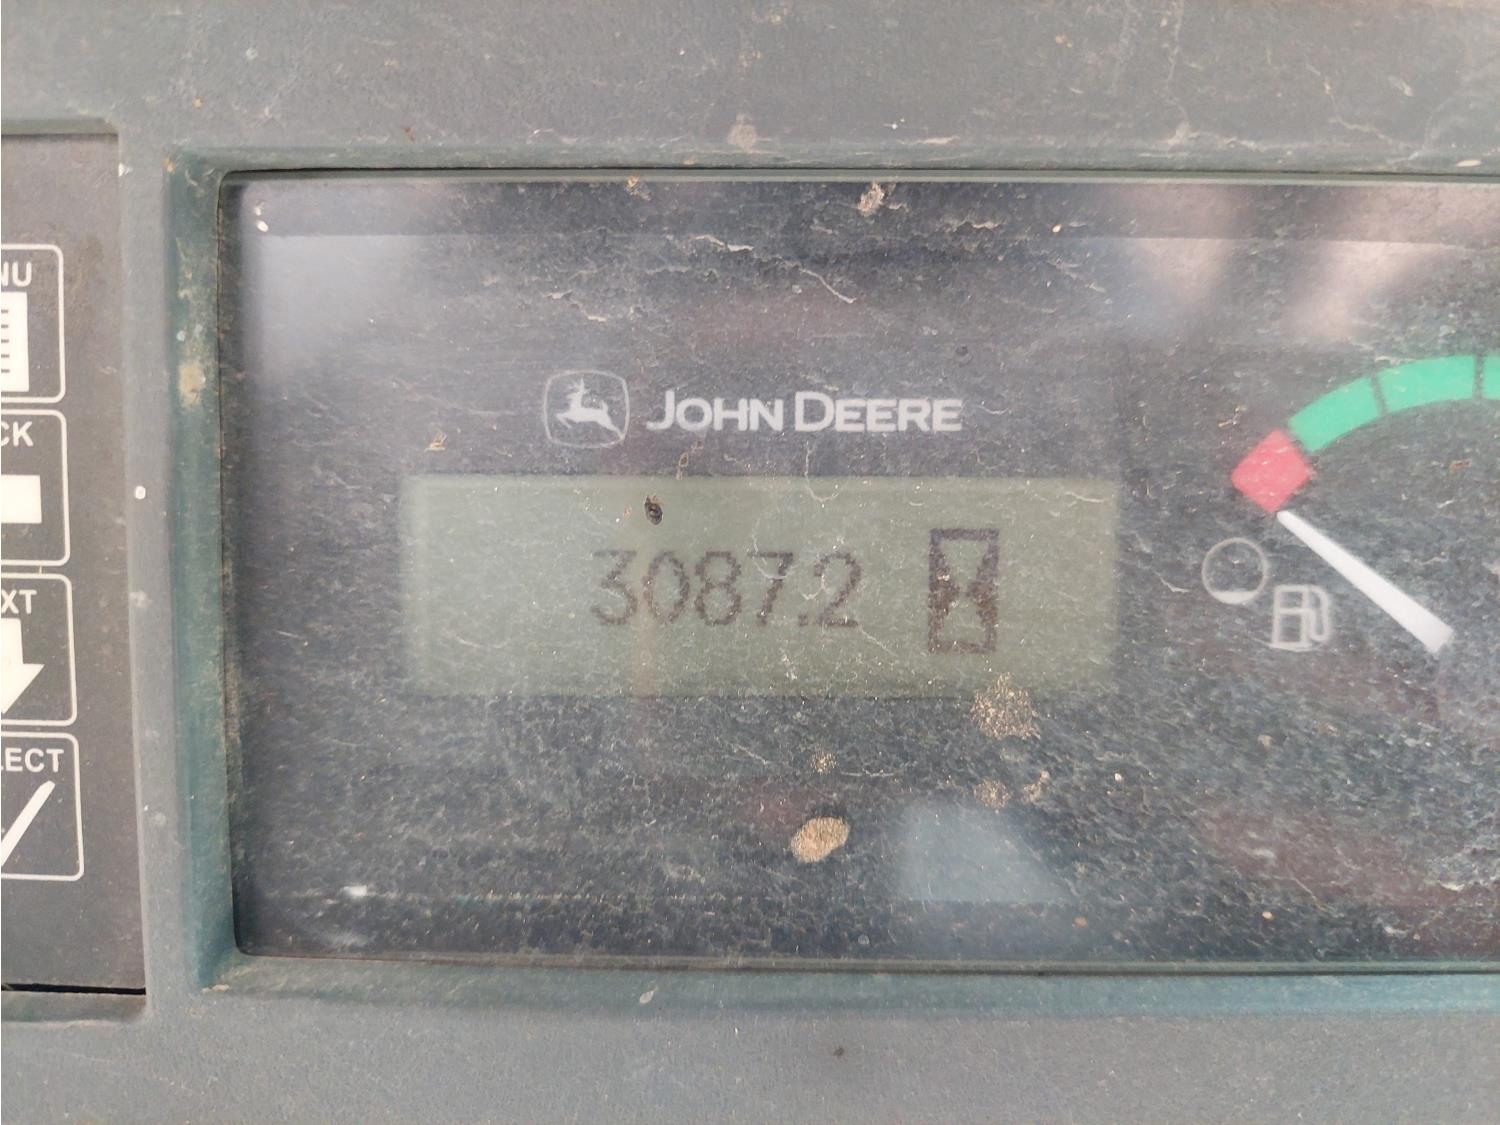 NU
CK
XT
LECT
JOHN DEERE
3087.2